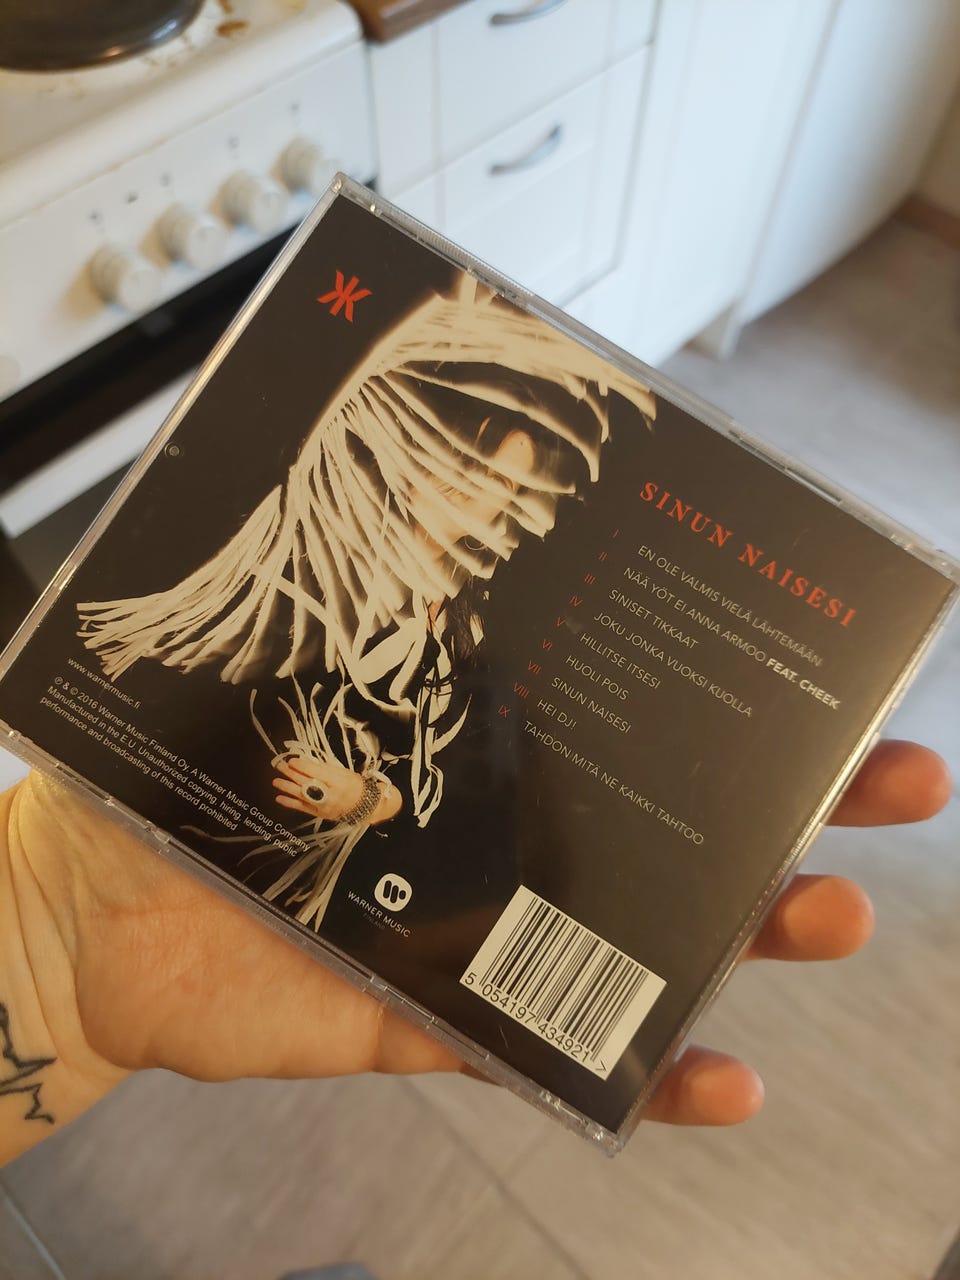 SINUN NAISESI
I EN OLE VALMIS VIELÄ LÄHTEMÄÄN
II NÄÄ YÖT EI ANNA ARMOO FEAT. CHEEK
III SINISET TIKKAAT
IV JOKU JONKA VUOKSI KUOLLA
V HILLITSE ITSESI
VI HUOLI POIS
VII SINUN NAISESI
VIII HEI DJ!
IX TAHDON MITÄ NE KAIKKI TAHTOO
www.warnermusic.fi
℗ & © 2016 Warner Music Finland Oy, A Warner Music Group Company
Manufactured in the E.U. Unauthorized copying, hiring, lending, public
performance and broadcasting of this record prohibited
WARNER MUSIC
FINLAND
5 054197 434921 >